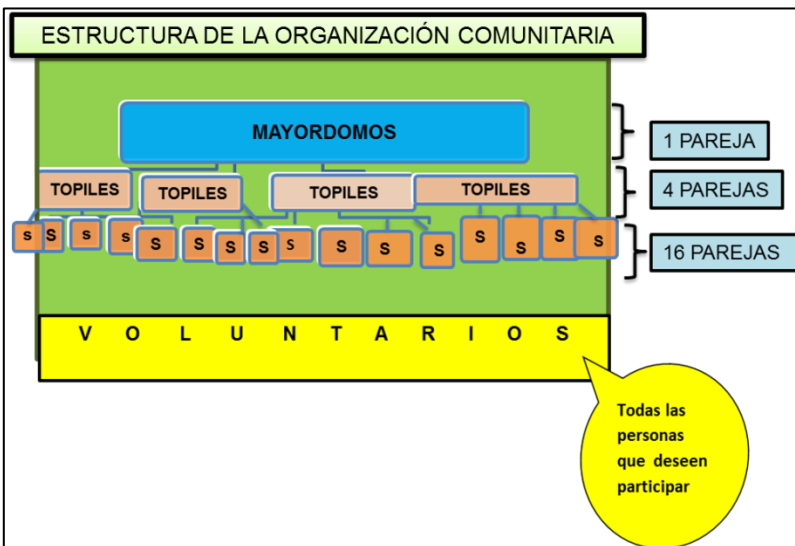 ESTRUCTURA DE LA ORGANIZACIÓN COMUNITARIA
MAYORDOMOS
1 PAREJA
TOPILES TOPILES TOPILES TOPILES
4 PAREJAS
s S s s S S S S S S S s S S S s
16 PAREJAS
V O L U N T A R I O S
Todas las
personas
que deseen
participar